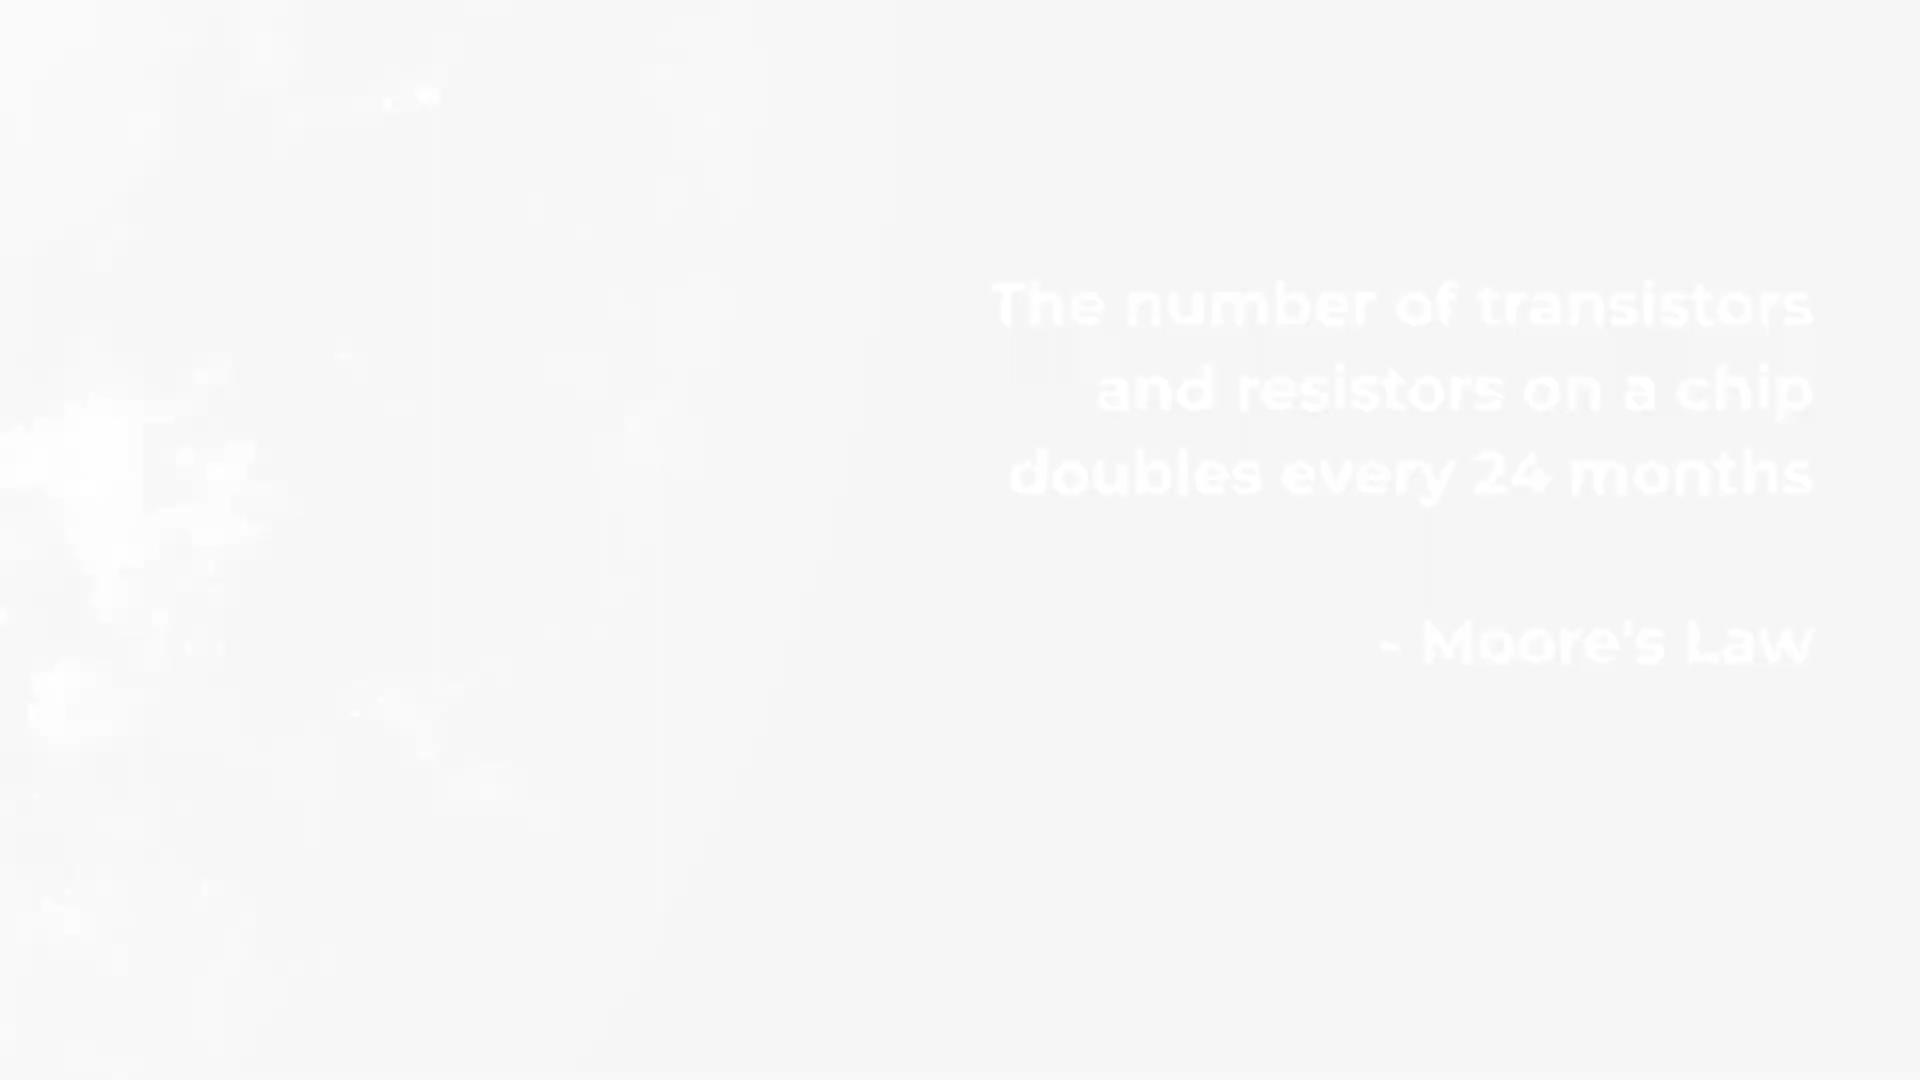 The number of transistors
and resistors on a chip
doubles every 24 months
- Moore's Law